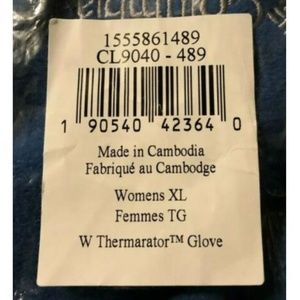 Columbia
1555861489
CL9040 - 489
1 90540 42364 0
Made in Cambodia
Fabriqué au Cambodge
Womens XL
Femmes TG
W Thermarator™ Glove